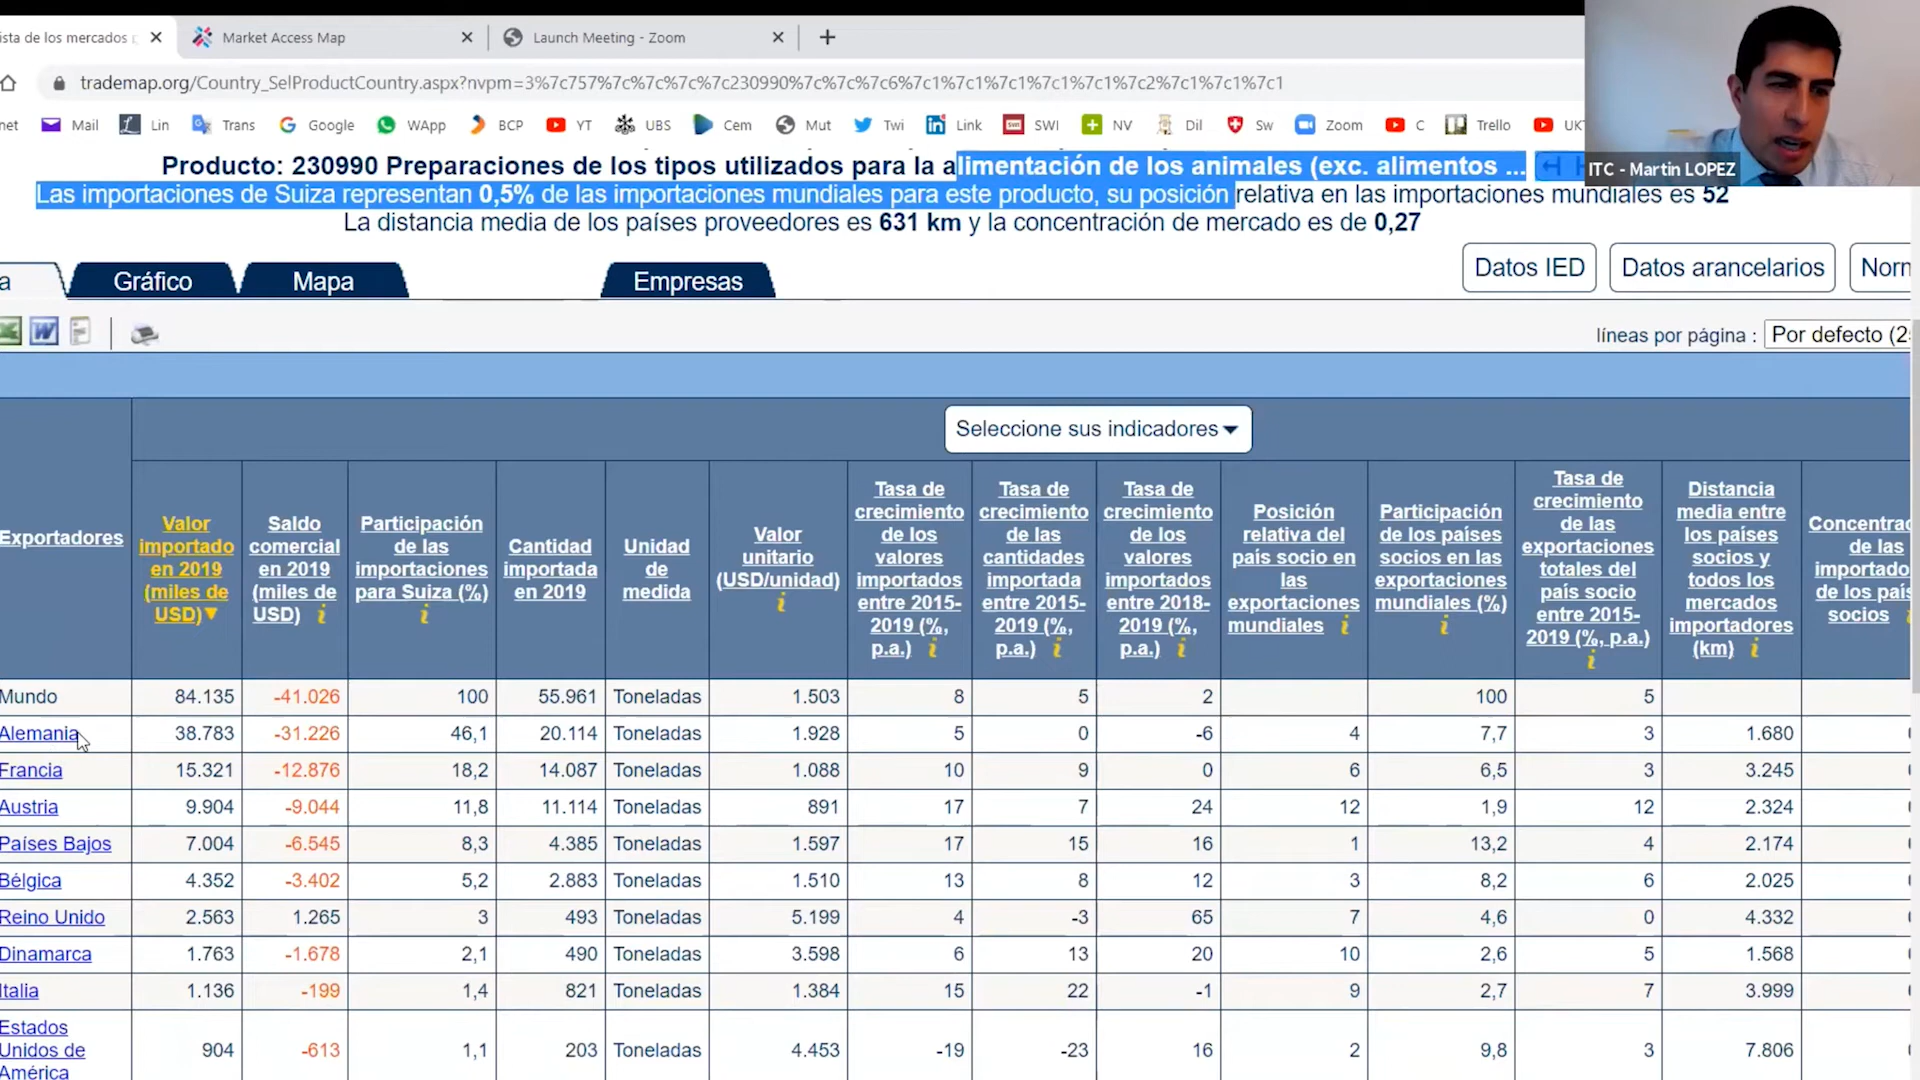 ista de los mercados
Market Access Map
Launch Meeting - Zoom
trademap.org/Country_SelProductCountry.aspx?nvpm=3%7c757%7c%7c%7c%7c230990%7c%7c%7c6%7c1%7c1%7c1%7c1%7c1%7c2%7c1%7c1%7c1
net Mail Lin Trans Google WApp BCP YT UBS Cem Mut Twi Link SWI NV Dil Sw Zoom C Trello UK
Producto: 230990 Preparaciones de los tipos utilizados para la alimentación de los animales (exc. alimentos ...
ITC - Martin LOPEZ
Las importaciones de Suiza representan 0,5% de las importaciones mundiales para este producto, su posición relativa en las importaciones mundiales es 52
La distancia media de los países proveedores es 631 km y la concentración de mercado es de 0,27
Datos IED Datos arancelarios Norm
a Gráfico Mapa Empresas
líneas por página : Por defecto (2
Seleccione sus indicadores
Exportadores
Valor
importado
en 2019
(miles de
USD)▼
Saldo
comercial
en 2019
(miles de
USD) i
Participación
de las
importaciones
para Suiza (%)
i
Cantidad
importada
en 2019
Unidad
de
medida
Valor
unitario
(USD/unidad)
i
Tasa de
crecimiento
de los
valores
importados
entre 2015-
2019 (%,
p.a.) i
Tasa de
crecimiento
de las
cantidades
importada
entre 2015-
2019 (%,
p.a.) i
Tasa de
crecimiento
de los
valores
importados
entre 2018-
2019 (%,
p.a.) i
Posición
relativa del
país socio en
las
exportaciones
mundiales i
Participación
de los países
socios en las
exportaciones
mundiales (%)
i
Tasa de
crecimiento
de las
exportaciones
totales del
país socio
entre 2015-
2019 (%, p.a.)
i
Distancia
media entre
los países
socios y
todos los
mercados
importadores
(km) i
Concentrac
de las
importado
de los país
socios
Mundo 84.135 -41.026 100 55.961 Toneladas 1.503 8 5 2 100 5
Alemania 38.783 -31.226 46,1 20.114 Toneladas 1.928 5 0 -6 4 7,7 3 1.680
Francia 15.321 -12.876 18,2 14.087 Toneladas 1.088 10 9 0 6 6,5 3 3.245
Austria 9.904 -9.044 11,8 11.114 Toneladas 891 17 7 24 12 1,9 12 2.324
Países Bajos 7.004 -6.545 8,3 4.385 Toneladas 1.597 17 15 16 1 13,2 4 2.174
Bélgica 4.352 -3.402 5,2 2.883 Toneladas 1.510 13 8 12 3 8,2 6 2.025
Reino Unido 2.563 1.265 3 493 Toneladas 5.199 4 -3 65 7 4,6 0 4.332
Dinamarca 1.763 -1.678 2,1 490 Toneladas 3.598 6 13 20 10 2,6 5 1.568
Italia 1.136 -199 1,4 821 Toneladas 1.384 15 22 -1 9 2,7 7 3.999
Estados
Unidos de
América
904 -613 1,1 203 Toneladas 4.453 -19 -23 16 2 9,8 3 7.806